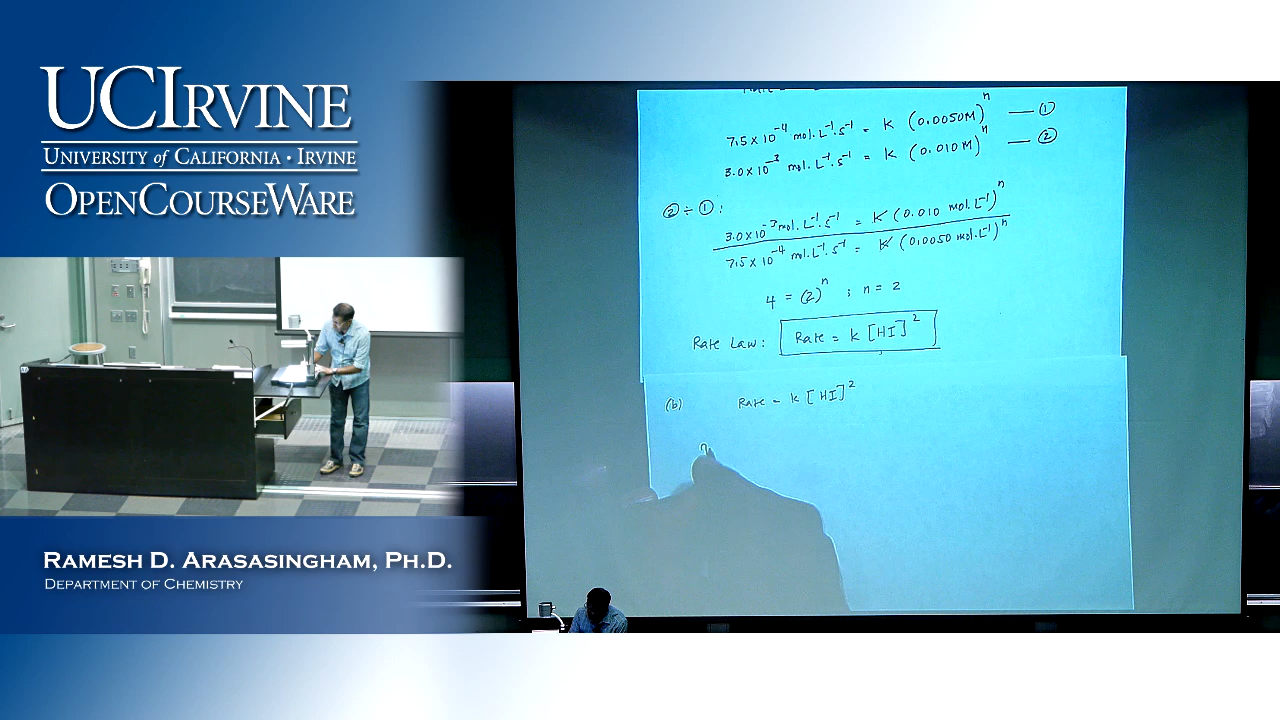 UCIRVINE
UNIVERSITY of CALIFORNIA · IRVINE
OPENCOURSEWARE
7.5 x 10⁻⁴ mol. L⁻¹. s⁻¹ = K (0.0050M)ⁿ — ①
3.0 x 10⁻³ mol. L⁻¹. s⁻¹ = K (0.010M)ⁿ — ②
② ÷ ① :
3.0 x 10⁻³ mol. L⁻¹. s⁻¹ = K (0.010 mol. L⁻¹)ⁿ
7.5 x 10⁻⁴ mol. L⁻¹. s⁻¹ = K (0.0050 mol. L⁻¹)ⁿ
4 = (2)ⁿ ; n = 2
Rate Law : Rate = k [HI]²
(b) Rate = k [HI]²
RAMESH D. ARASASINGHAM, PH.D.
DEPARTMENT OF CHEMISTRY